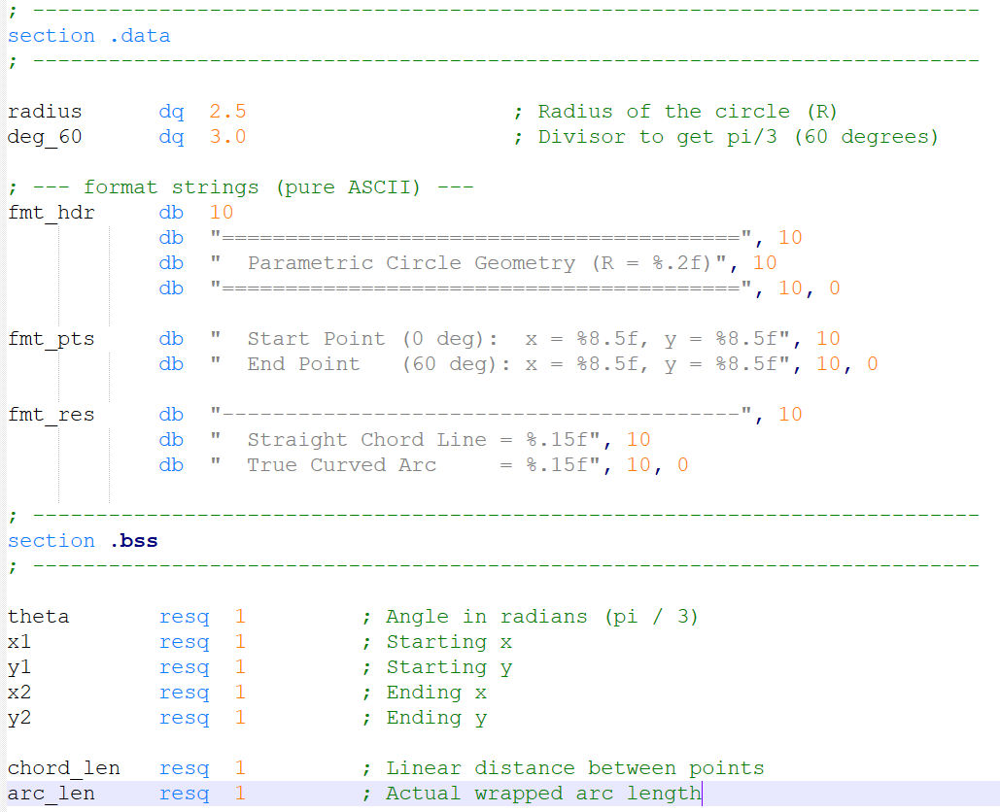 ; ---------------------------------------------------------------------------
section .data
; ---------------------------------------------------------------------------
radius      dq  2.5                     ; Radius of the circle (R)
deg_60      dq  3.0                     ; Divisor to get pi/3 (60 degrees)
; --- format strings (pure ASCII) ---
fmt_hdr     db  10
            db  "=========================================", 10
            db  "  Parametric Circle Geometry (R = %.2f)", 10
            db  "=========================================", 10, 0
fmt_pts     db  "  Start Point (0 deg):  x = %8.5f, y = %8.5f", 10
            db  "  End Point   (60 deg): x = %8.5f, y = %8.5f", 10, 0
fmt_res     db  "-----------------------------------------", 10
            db  "  Straight Chord Line = %.15f", 10
            db  "  True Curved Arc     = %.15f", 10, 0
; ---------------------------------------------------------------------------
section .bss
; ---------------------------------------------------------------------------
theta       resq  1         ; Angle in radians (pi / 3)
x1          resq  1         ; Starting x
y1          resq  1         ; Starting y
x2          resq  1         ; Ending x
y2          resq  1         ; Ending y
chord_len   resq  1         ; Linear distance between points
arc_len     resq  1         ; Actual wrapped arc length